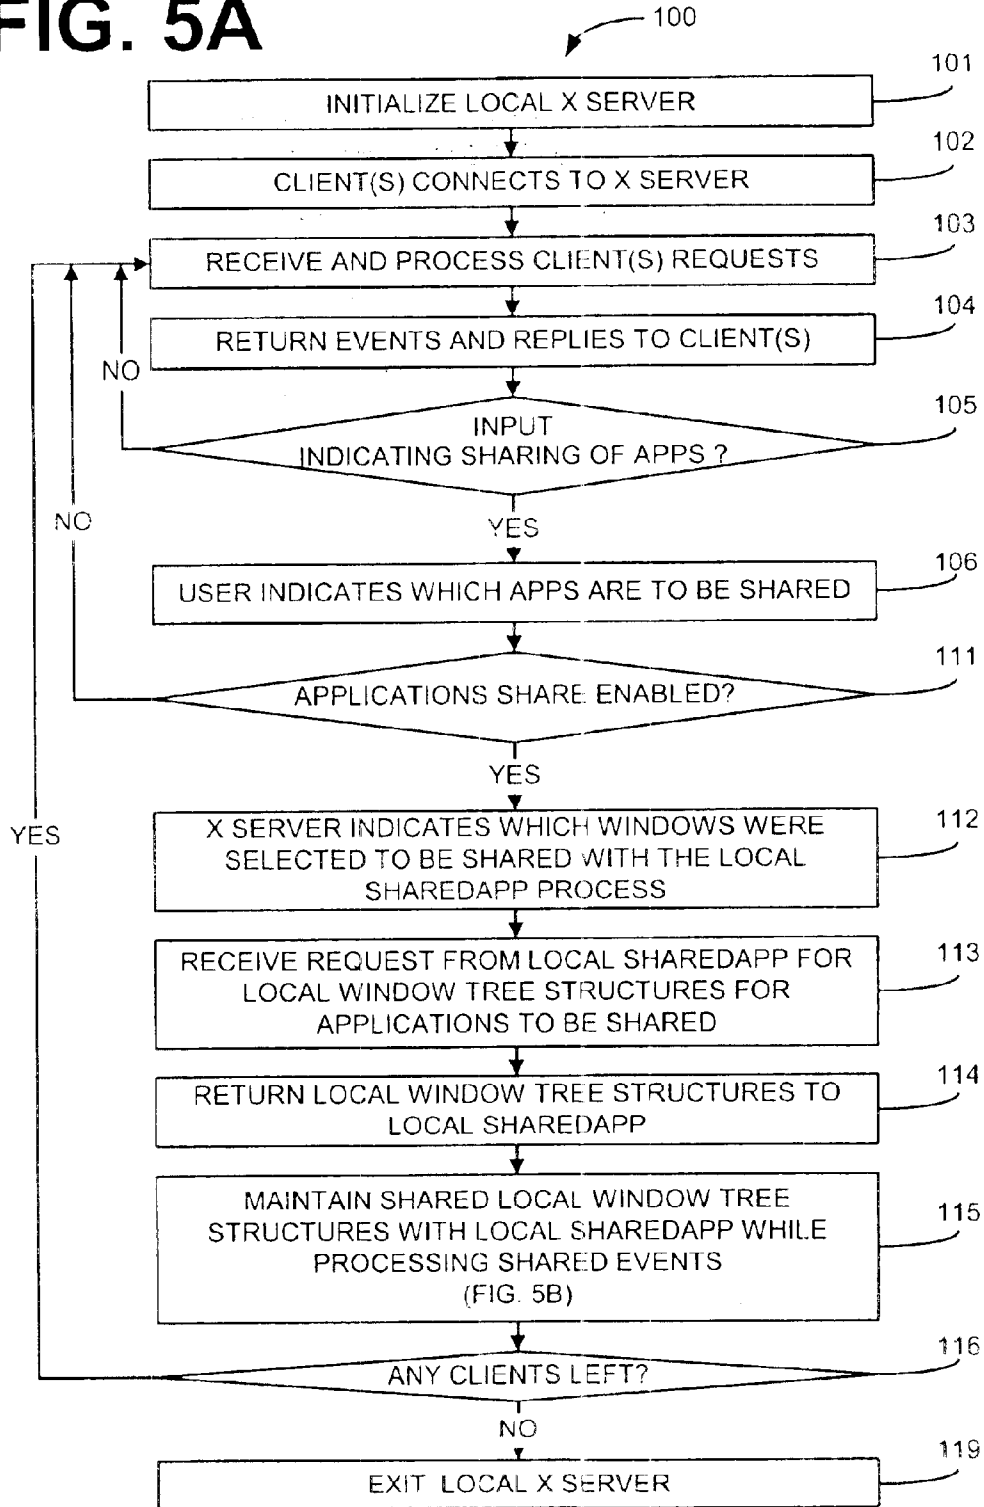 FIG. 5A
100
INITIALIZE LOCAL X SERVER
101
CLIENT(S) CONNECTS TO X SERVER
102
RECEIVE AND PROCESS CLIENT(S) REQUESTS
103
RETURN EVENTS AND REPLIES TO CLIENT(S)
104
NO
INPUT
INDICATING SHARING OF APPS ?
105
NO
YES
USER INDICATES WHICH APPS ARE TO BE SHARED
106
APPLICATIONS SHARE ENABLED?
111
YES
YES
X SERVER INDICATES WHICH WINDOWS WERE
SELECTED TO BE SHARED WITH THE LOCAL
SHAREDAPP PROCESS
112
RECEIVE REQUEST FROM LOCAL SHAREDAPP FOR
LOCAL WINDOW TREE STRUCTURES FOR
APPLICATIONS TO BE SHARED
113
RETURN LOCAL WINDOW TREE STRUCTURES TO
LOCAL SHAREDAPP
114
MAINTAIN SHARED LOCAL WINDOW TREE
STRUCTURES WITH LOCAL SHAREDAPP WHILE
PROCESSING SHARED EVENTS
(FIG. 5B)
115
ANY CLIENTS LEFT?
116
NO
EXIT LOCAL X SERVER
119